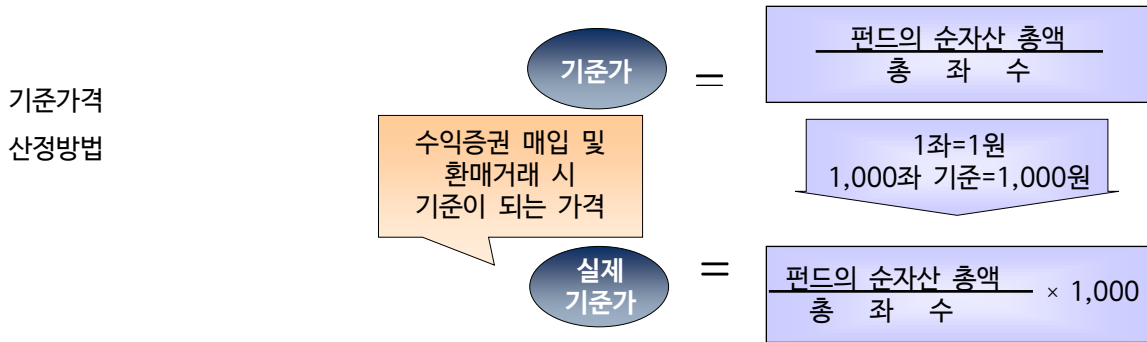 기준가격
산정방법
기준가
=
펀드의 순자산 총액
총 좌 수
수익증권 매입 및
환매거래 시
기준이 되는 가격
1좌=1원
1,000좌 기준=1,000원
실제
기준가
=
펀드의 순자산 총액
총 좌 수
× 1,000